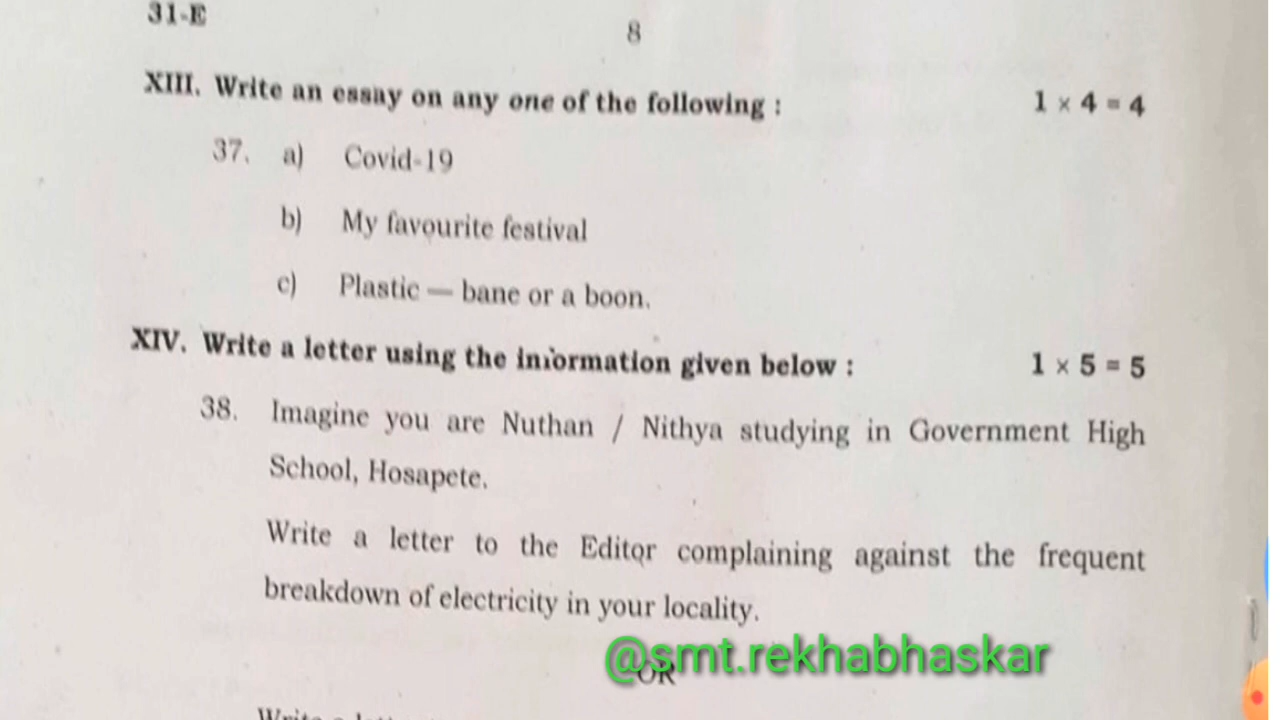 31-E
8
XIII. Write an essay on any one of the following : 1 × 4 = 4
37. a) Covid-19
b) My favourite festival
c) Plastic — bane or a boon.
XIV. Write a letter using the information given below : 1 × 5 = 5
38. Imagine you are Nuthan / Nithya studying in Government High
School, Hosapete.
Write a letter to the Editor complaining against the frequent
breakdown of electricity in your locality.
@smt.rekhabhaskar
OR
Write a